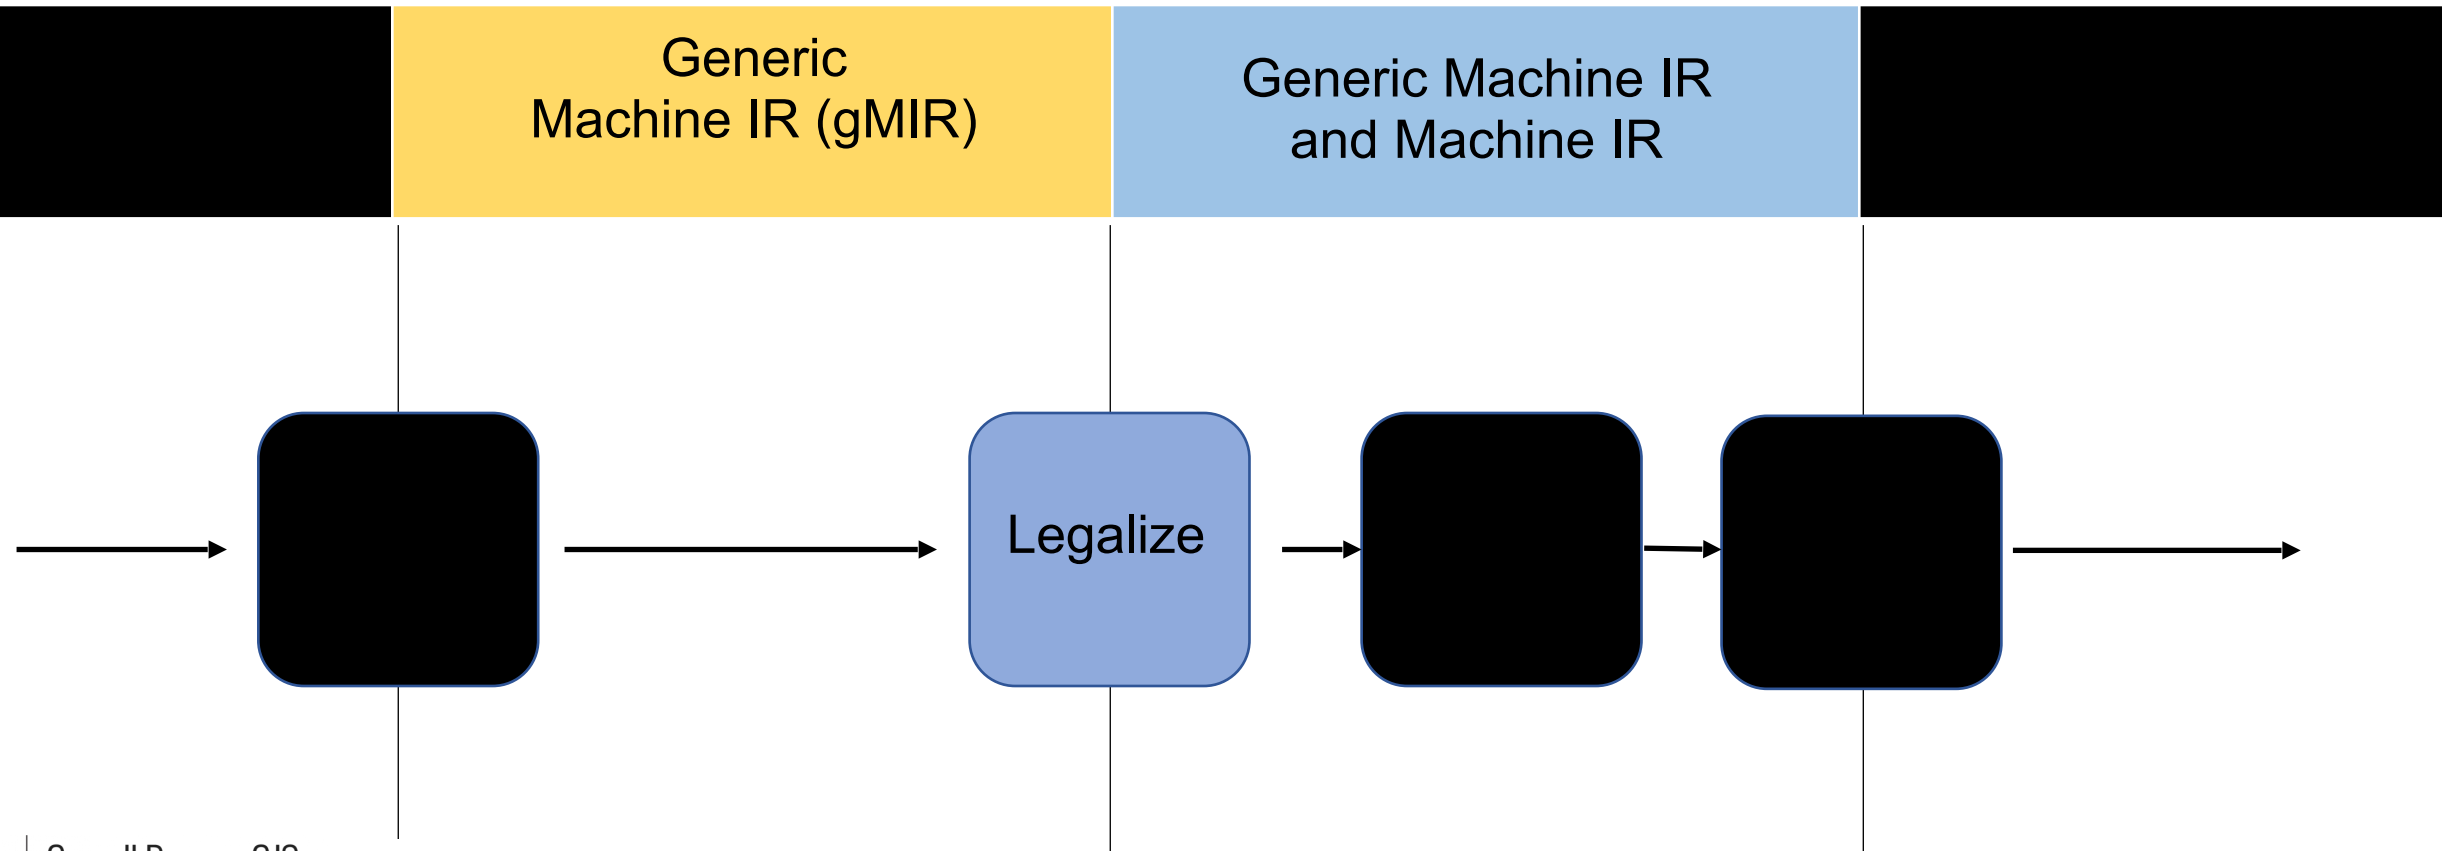 Generic
Machine IR (gMIR)
Generic Machine IR
and Machine IR
Legalize